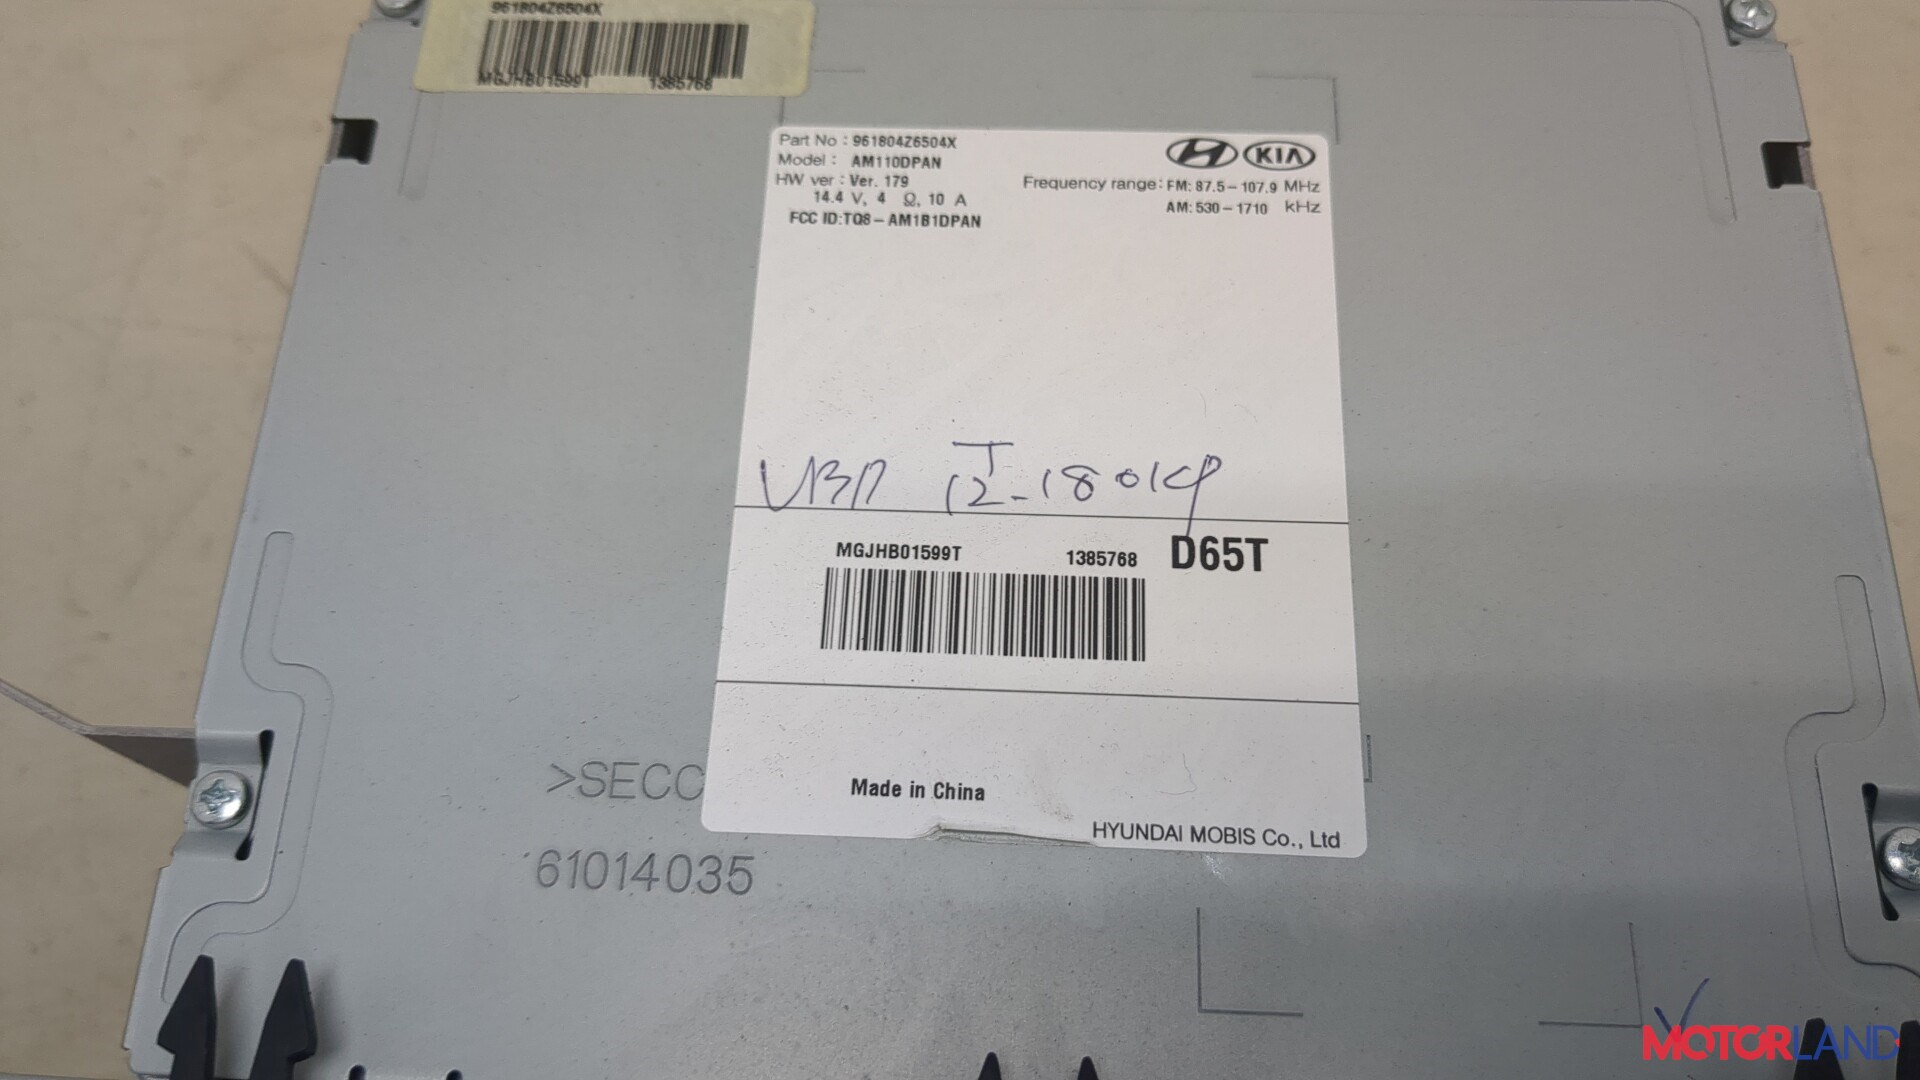 961804Z6504X
MGJHB01599T 1385768
Part No : 961804Z6504X
Model : AM110DPAN
HW ver : Ver. 179
14.4 V, 4 Ω, 10 A
FCC ID:TQ8-AM1B1DPAN
KIA
Frequency range: FM: 87.5-107.9 MHz
AM: 530-1710 kHz
MGJHB01599T 1385768 D65T
Made in China
HYUNDAI MOBIS Co., Ltd
>SECC
61014035
MOTORLAND